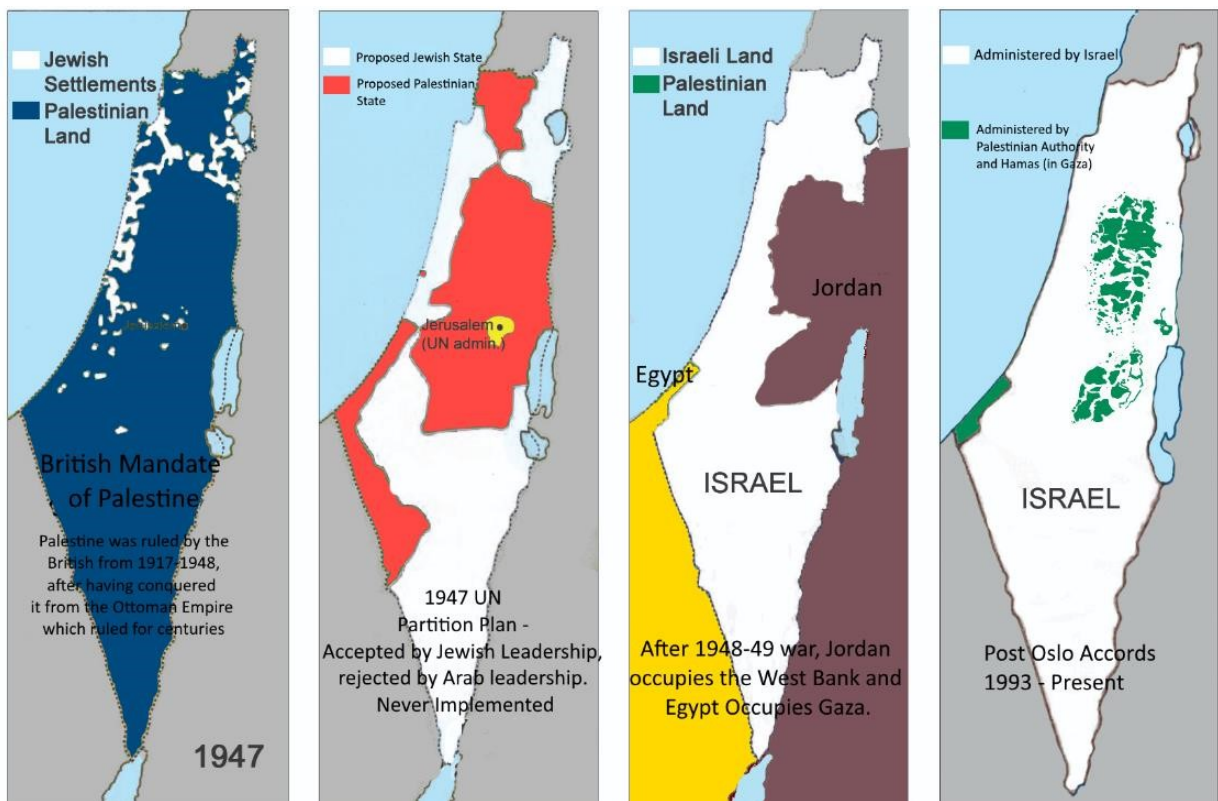 Jewish
Settlements
Palestinian
Land
British Mandate
of Palestine
Palestine was ruled by the
British from 1917-1948,
after having conquered
it from the Ottoman Empire
which ruled for centuries
1947
Proposed Jewish State
Proposed Palestinian
State
Jerusalem
(UN admin.)
1947 UN
Partition Plan -
Accepted by Jewish Leadership,
rejected by Arab leadership.
Never Implemented
Israeli Land
Palestinian
Land
Jordan
Egypt
ISRAEL
After 1948-49 war, Jordan
occupies the West Bank and
Egypt Occupies Gaza.
Administered by Israel
Administered by
Palestinian Authority
and Hamas (in Gaza)
ISRAEL
Post Oslo Accords
1993 - Present